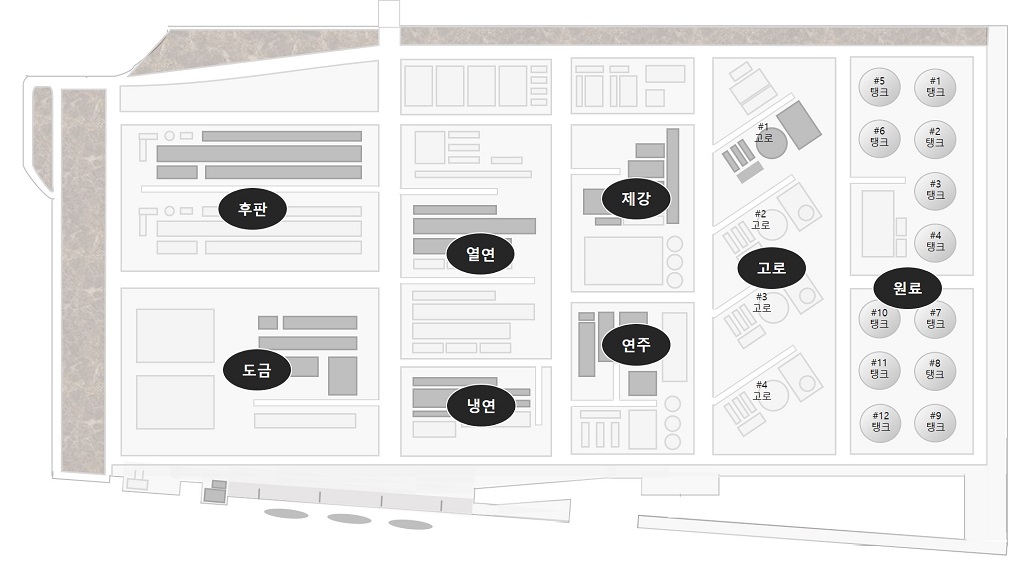 #5
탱크
#1
탱크
#6
탱크
#2
탱크
#3
탱크
#4
탱크
#10
탱크
#7
탱크
#11
탱크
#8
탱크
#12
탱크
#9
탱크
#1
고로
#2
고로
#3
고로
#4
고로
후판
열연
제강
고로
원료
도금
냉연
연주